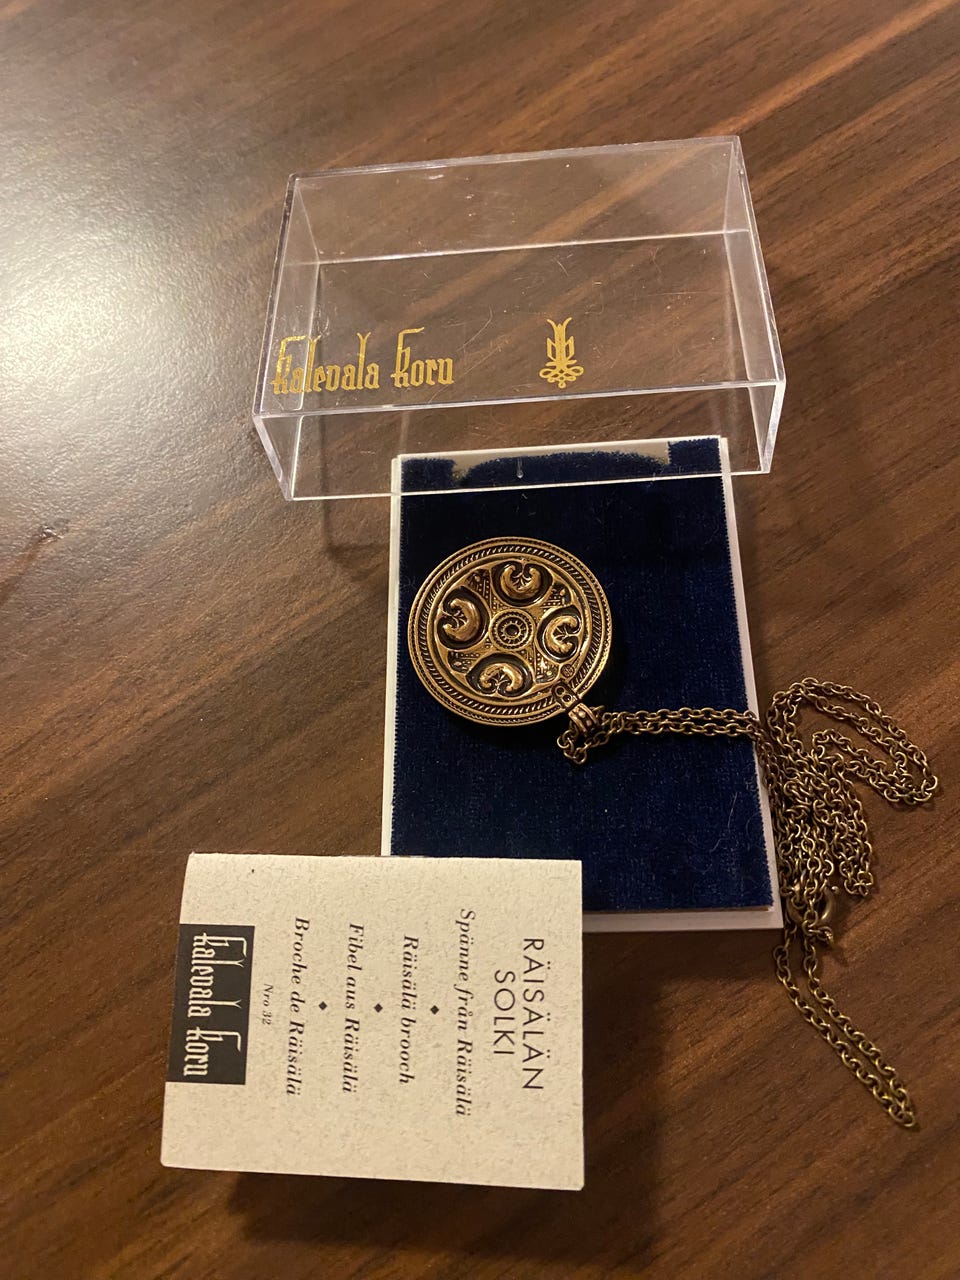 kalevala koru
RÄISÄLÄN
SOLKI
Spänne från Räisälä
Räisälä brooch
Fibel aus Räisälä
Broche de Räisälä
Nro 32
kalevala koru